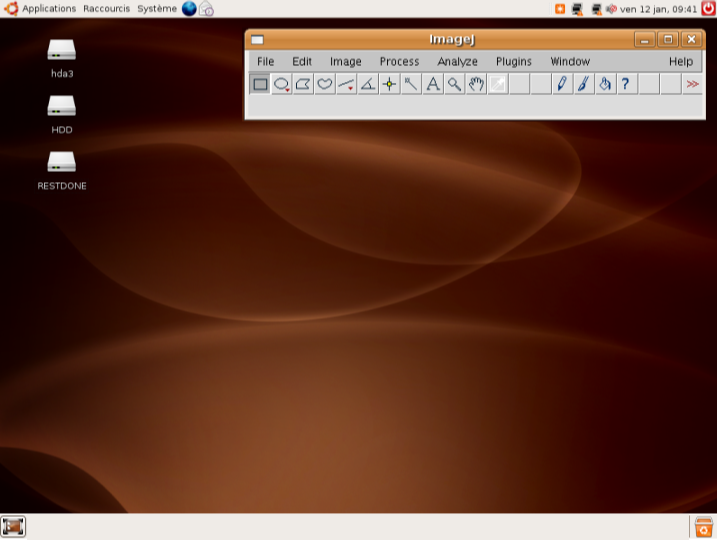 Applications Raccourcis Système ven 12 jan, 09:41
ImageJ
File Edit Image Process Analyze Plugins Window Help
A ?
>>
hda3
HDD
RESTDONE